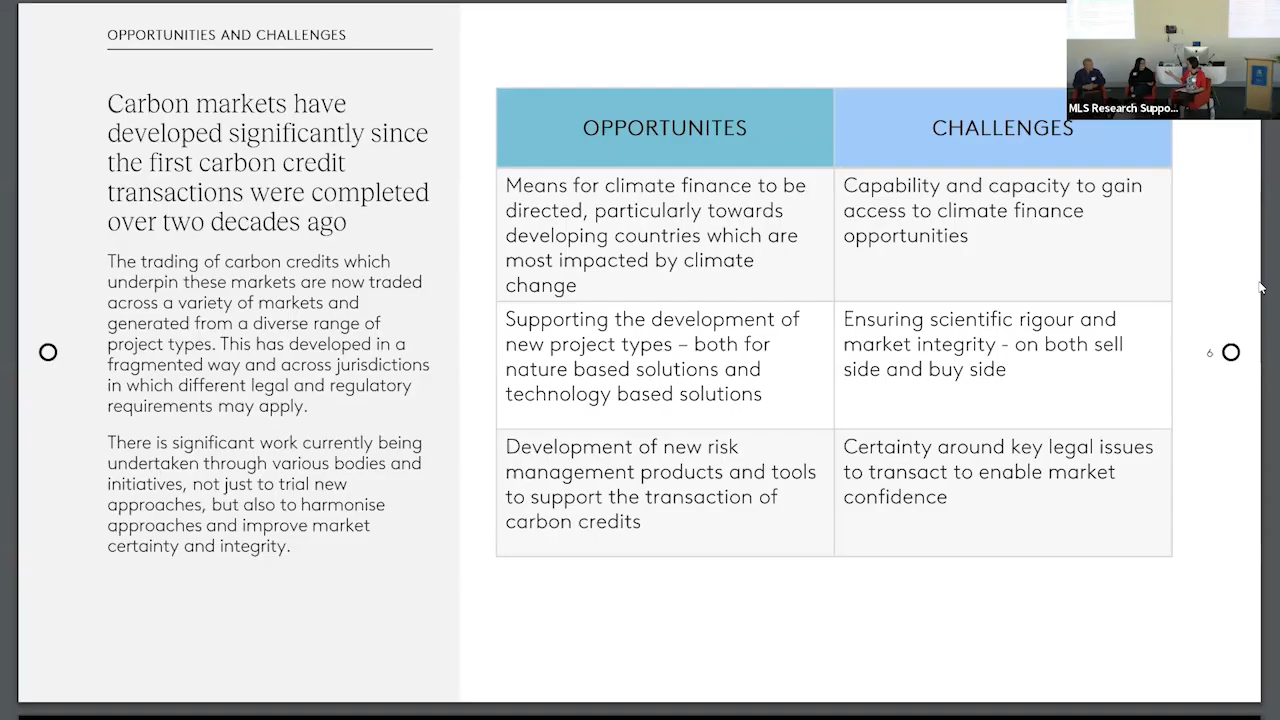 OPPORTUNITIES AND CHALLENGES
Carbon markets have
developed significantly since
the first carbon credit
transactions were completed
over two decades ago
The trading of carbon credits which
underpin these markets are now traded
across a variety of markets and
generated from a diverse range of
project types. This has developed in a
fragmented way and across jurisdictions
in which different legal and regulatory
requirements may apply.
There is significant work currently being
undertaken through various bodies and
initiatives, not just to trial new
approaches, but also to harmonise
approaches and improve market
certainty and integrity.
OPPORTUNITES
CHALLENGES
Means for climate finance to be
directed, particularly towards
developing countries which are
most impacted by climate
change
Capability and capacity to gain
access to climate finance
opportunities
Supporting the development of
new project types – both for
nature based solutions and
technology based solutions
Ensuring scientific rigour and
market integrity - on both sell
side and buy side
Development of new risk
management products and tools
to support the transaction of
carbon credits
Certainty around key legal issues
to transact to enable market
confidence
6
MLS Research Suppo...